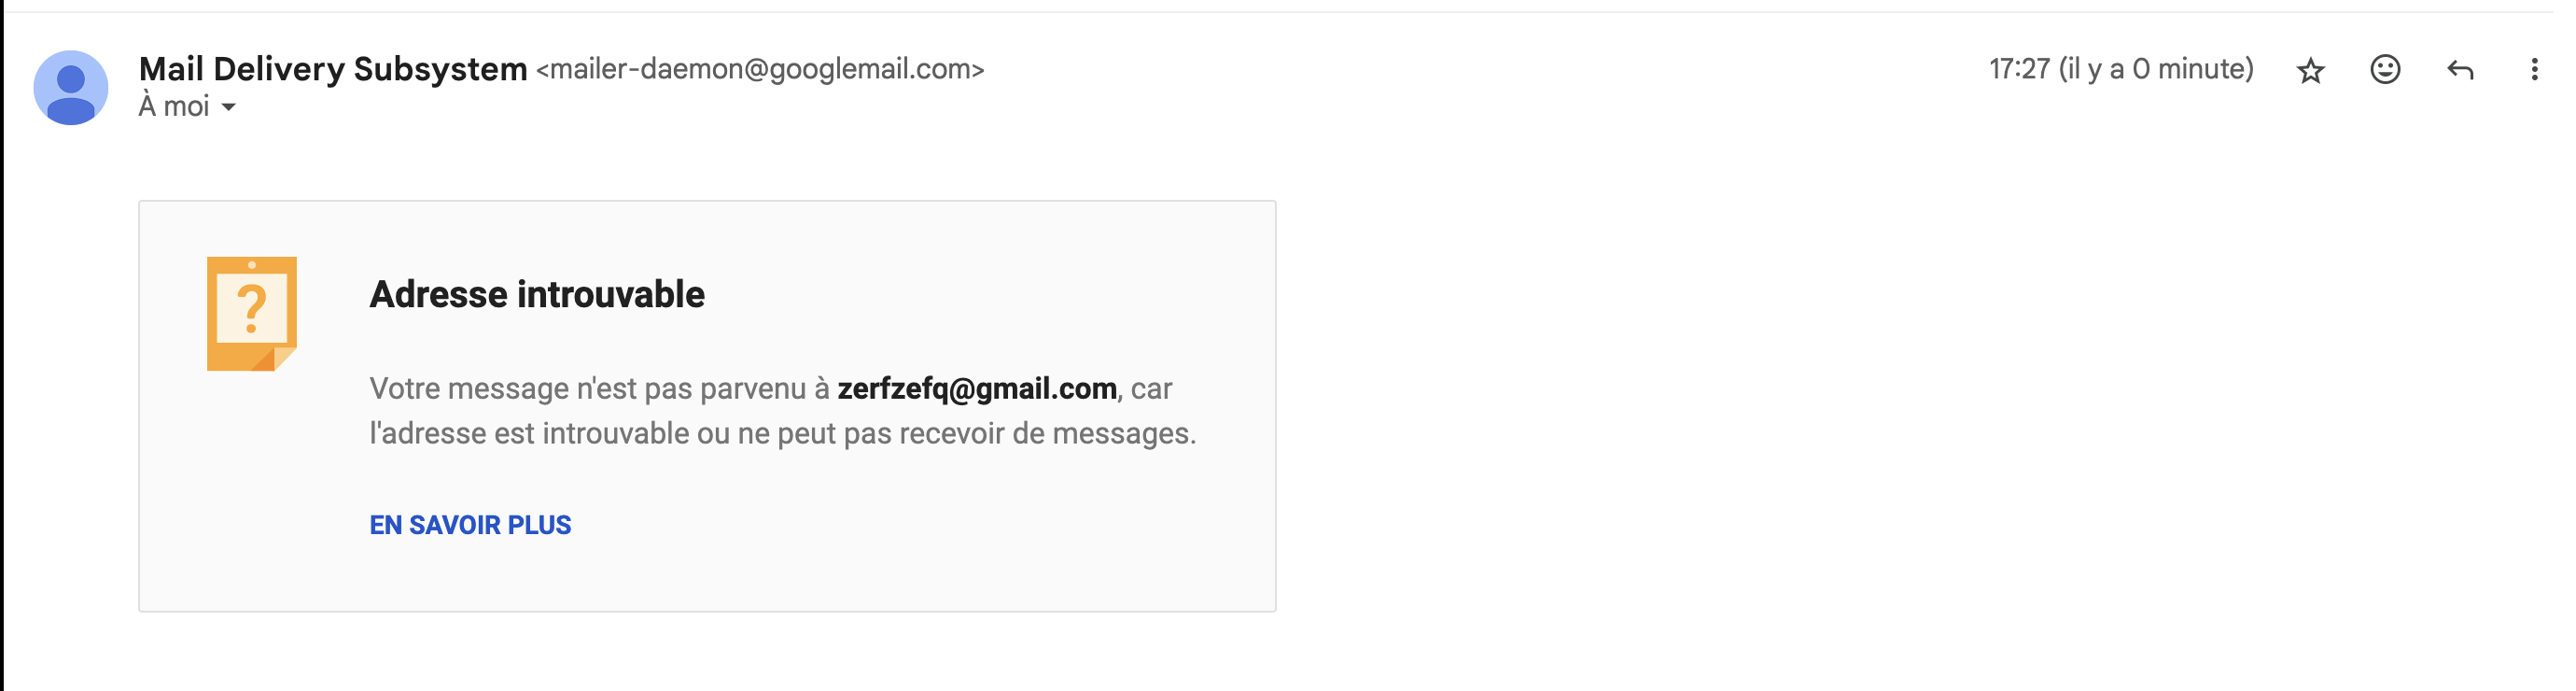 Mail Delivery Subsystem <mailer-daemon@googlemail.com>
17:27 (il y a 0 minute)
À moi
?
Adresse introuvable
Votre message n'est pas parvenu à zerfzefq@gmail.com, car
l'adresse est introuvable ou ne peut pas recevoir de messages.
EN SAVOIR PLUS